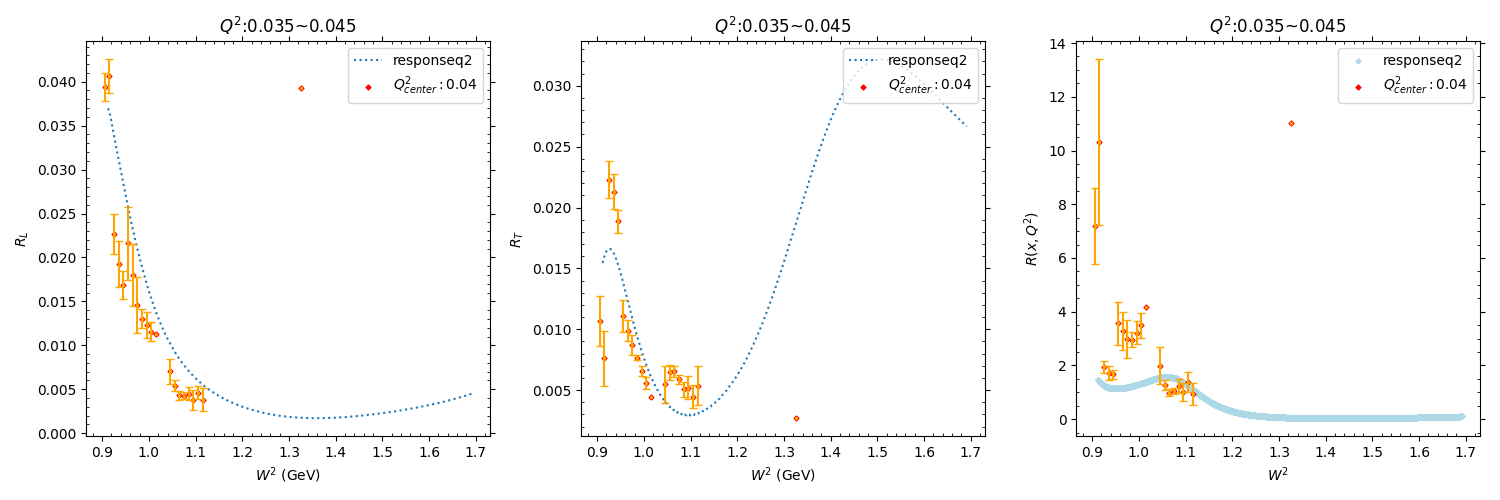 Q²:0.035~0.045
responseq2
Q²center : 0.04
0.040
0.035
0.030
0.025
0.020
0.015
0.010
0.005
0.000
R_L
0.9 1.0 1.1 1.2 1.3 1.4 1.5 1.6 1.7
W² (GeV)
Q²:0.035~0.045
responseq2
Q²center : 0.04
0.030
0.025
0.020
0.015
0.010
0.005
R_T
0.9 1.0 1.1 1.2 1.3 1.4 1.5 1.6 1.7
W² (GeV)
Q²:0.035~0.045
responseq2
Q²center : 0.04
14
12
10
8
6
4
2
0
R(x, Q²)
0.9 1.0 1.1 1.2 1.3 1.4 1.5 1.6 1.7
W²